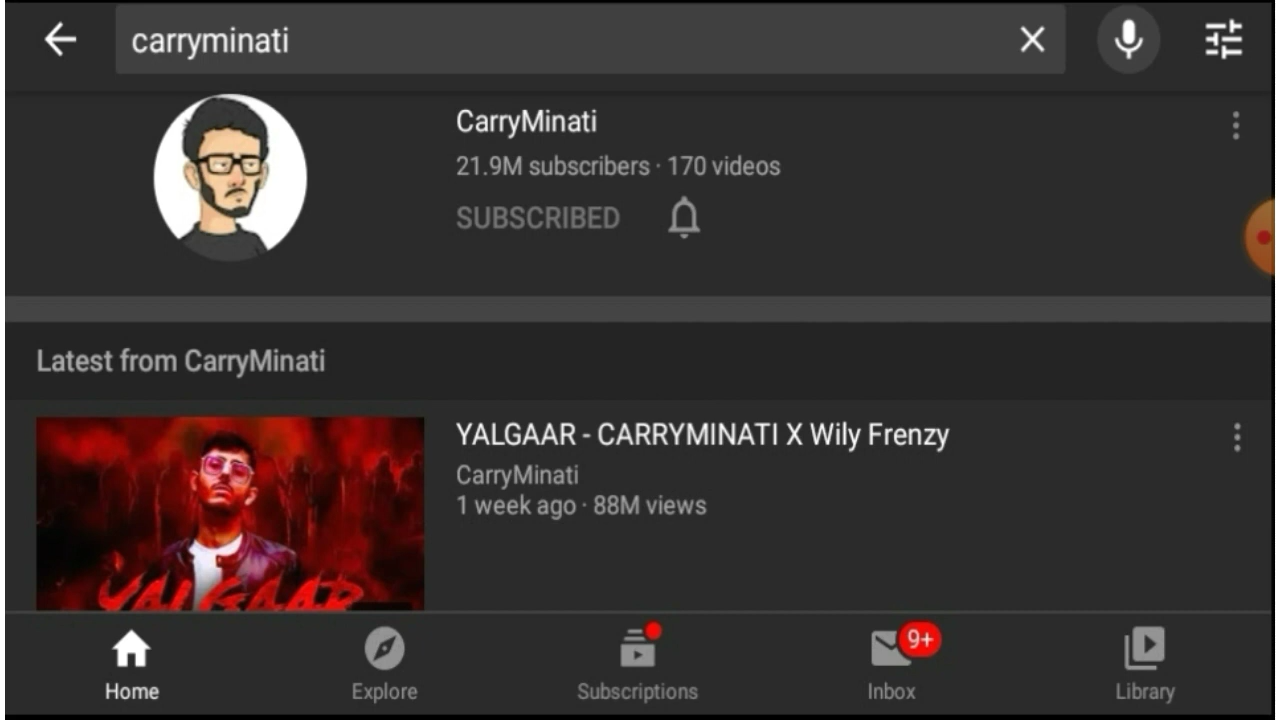 carryminati
CarryMinati
21.9M subscribers · 170 videos
SUBSCRIBED
Latest from CarryMinati
YALGAAR - CARRYMINATI X Wily Frenzy
CarryMinati
1 week ago · 88M views
YALGAAR
9+
Home
Explore
Subscriptions
Inbox
Library